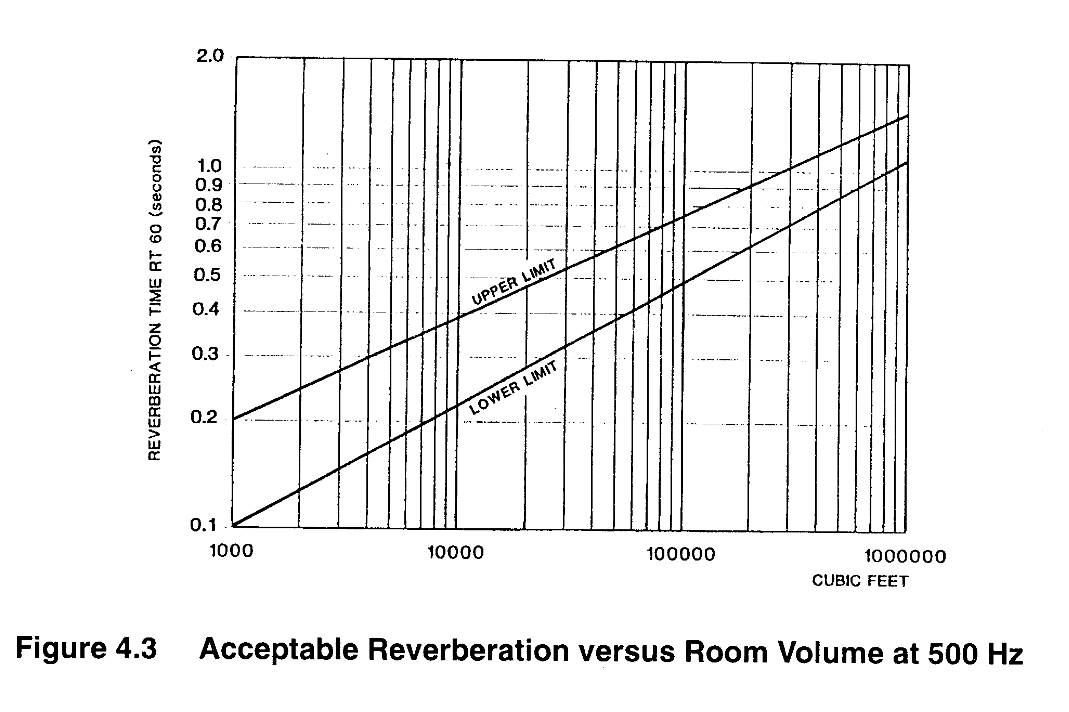 2.0
1.0
0.9
0.8
0.7
0.6
0.5
0.4
0.3
0.2
0.1
REVERBERATION TIME RT 60 (seconds)
UPPER LIMIT
LOWER LIMIT
1000 10000 100000 1000000
CUBIC FEET
Figure 4.3 Acceptable Reverberation versus Room Volume at 500 Hz